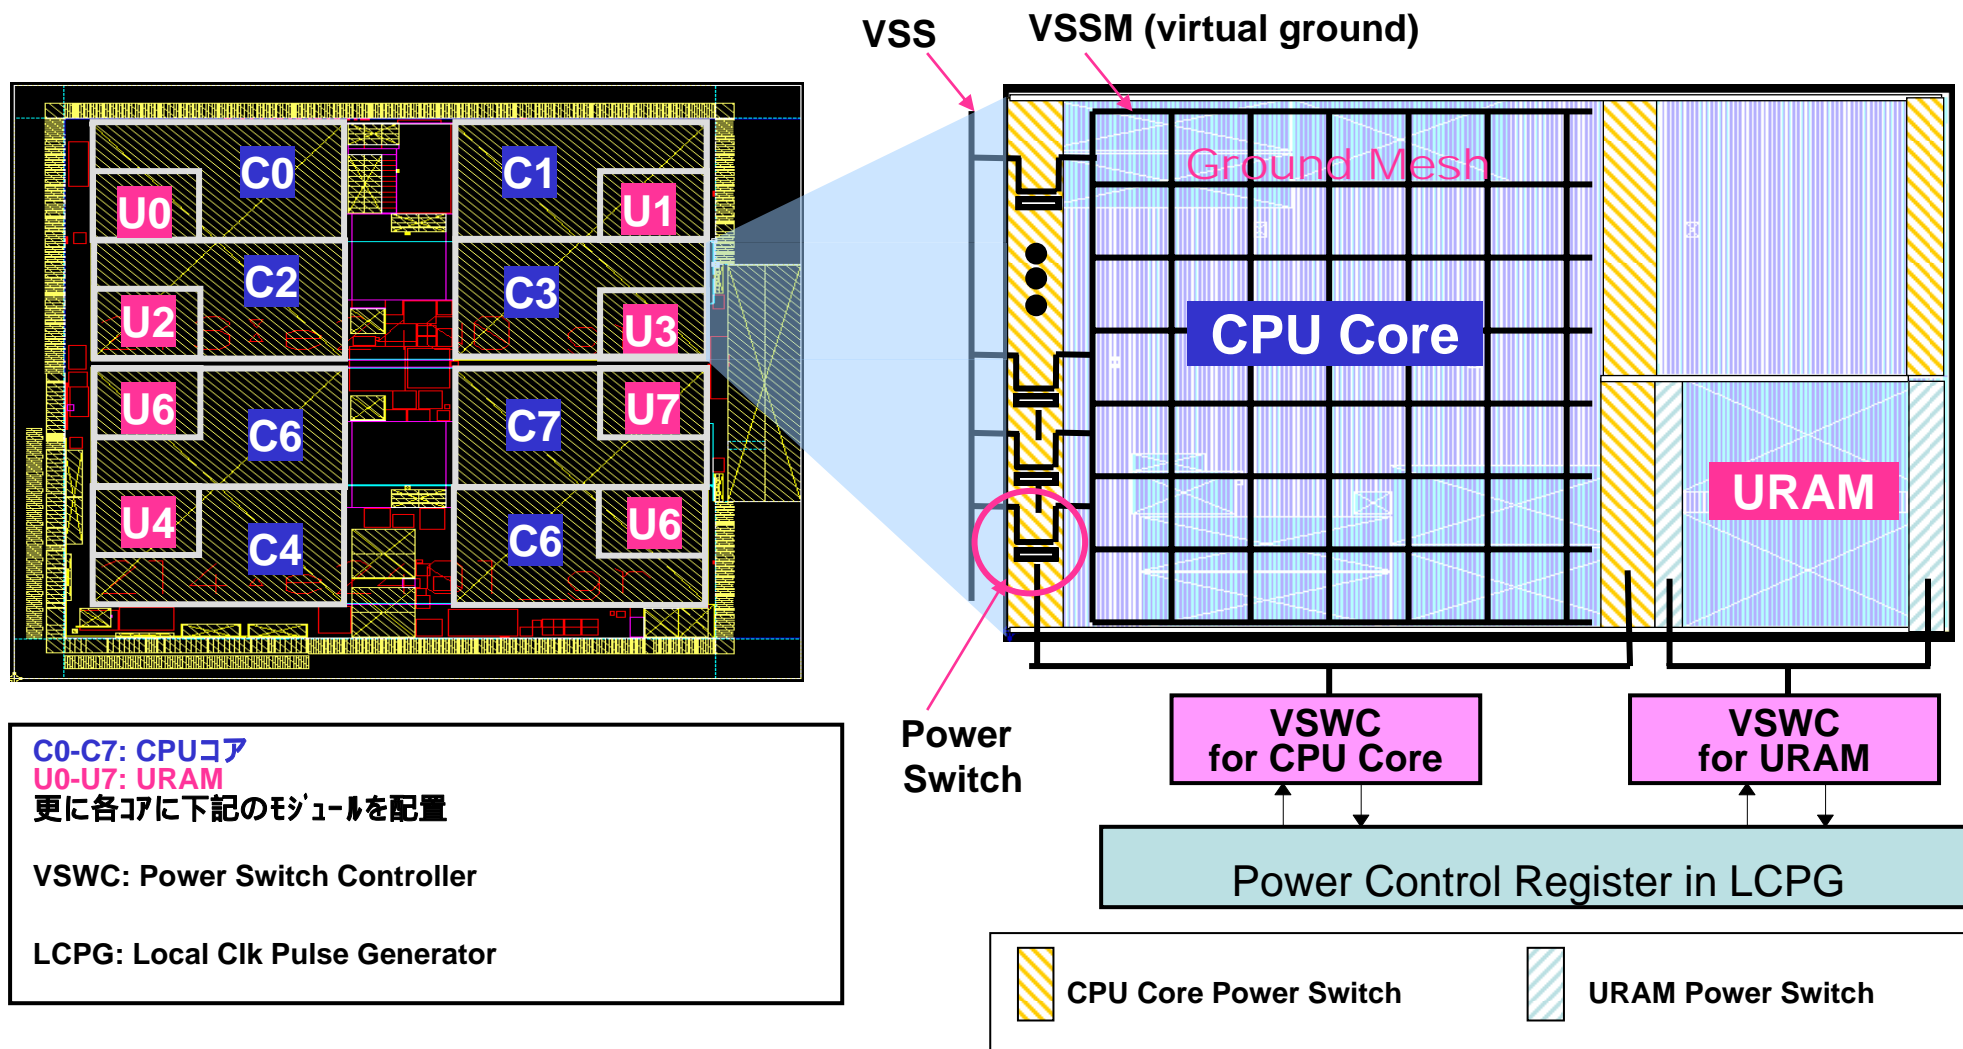 VSS
VSSM (virtual ground)
C0
C1
U0
U1
C2
C3
U2
U3
U6
C6
C7
U7
U4
C4
C6
U6
Ground Mesh
CPU Core
URAM
Power
Switch
VSWC
for CPU Core
VSWC
for URAM
Power Control Register in LCPG
C0-C7: CPUコア
U0-U7: URAM
更に各ｺｱに下記のﾓｼﾞｭｰﾙを配置
VSWC: Power Switch Controller
LCPG: Local Clk Pulse Generator
CPU Core Power Switch
URAM Power Switch